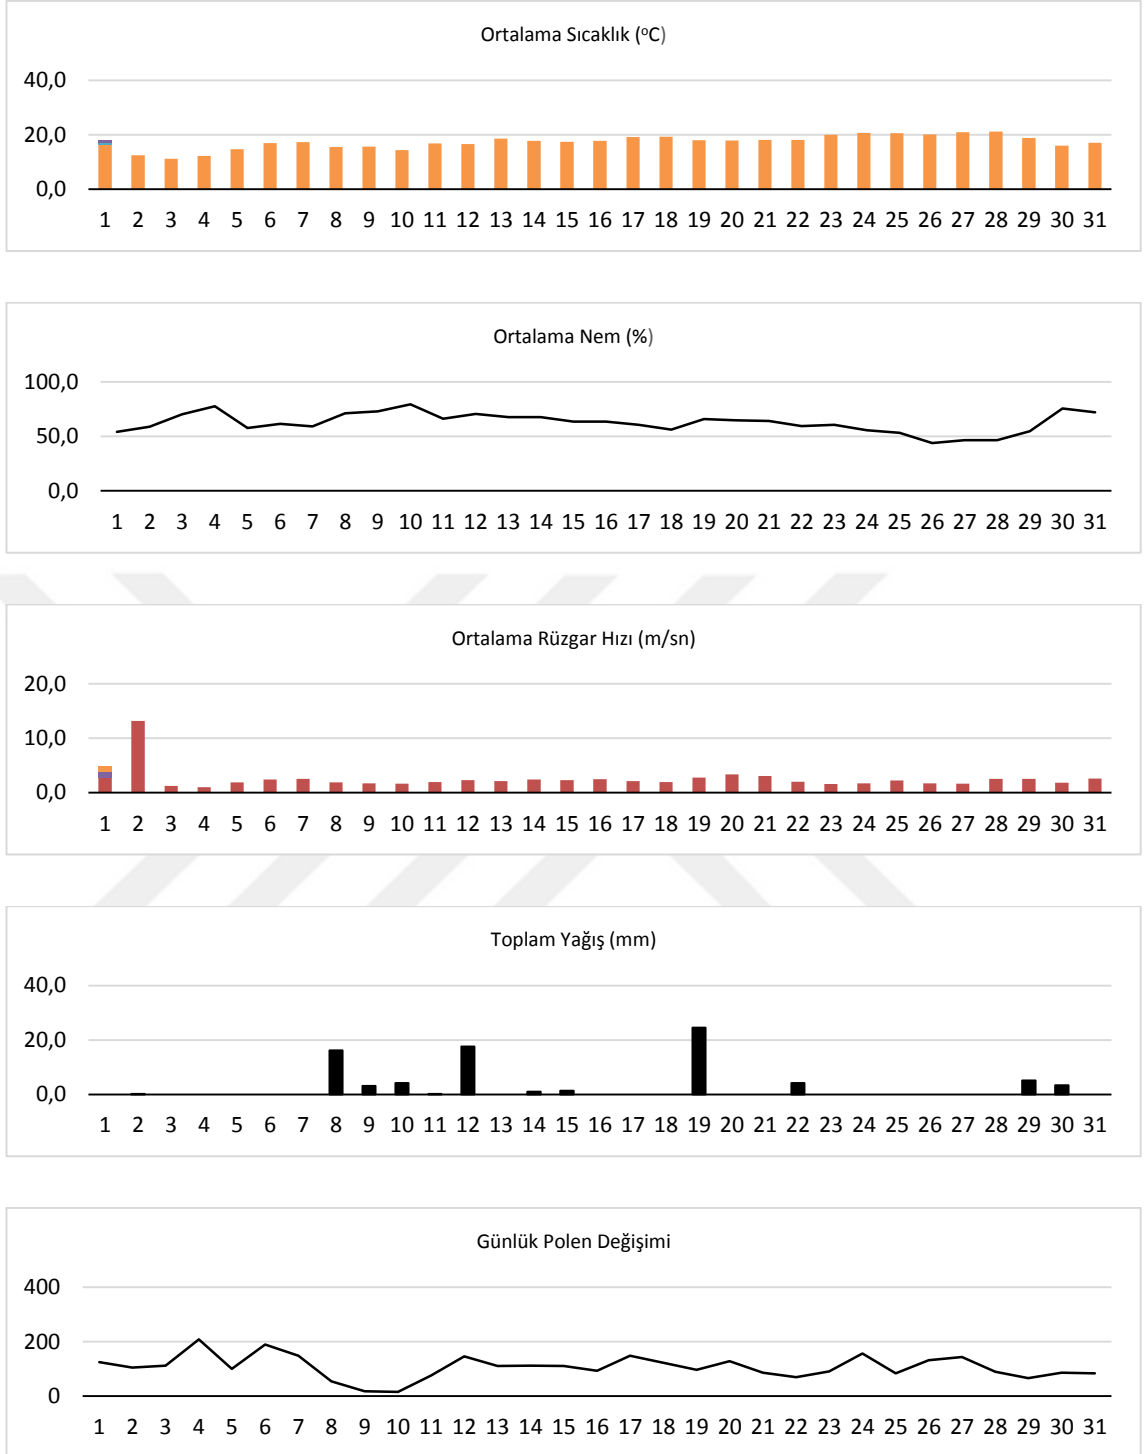 Ortalama Sıcaklık (ᵒC)
40,0
20,0
0,0
1 2 3 4 5 6 7 8 9 10 11 12 13 14 15 16 17 18 19 20 21 22 23 24 25 26 27 28 29 30 31
Ortalama Nem (%)
100,0
50,0
0,0
1 2 3 4 5 6 7 8 9 10 11 12 13 14 15 16 17 18 19 20 21 22 23 24 25 26 27 28 29 30 31
Ortalama Rüzgar Hızı (m/sn)
20,0
10,0
0,0
1 2 3 4 5 6 7 8 9 10 11 12 13 14 15 16 17 18 19 20 21 22 23 24 25 26 27 28 29 30 31
Toplam Yağış (mm)
40,0
20,0
0,0
1 2 3 4 5 6 7 8 9 10 11 12 13 14 15 16 17 18 19 20 21 22 23 24 25 26 27 28 29 30 31
Günlük Polen Değişimi
400
200
0
1 2 3 4 5 6 7 8 9 10 11 12 13 14 15 16 17 18 19 20 21 22 23 24 25 26 27 28 29 30 31